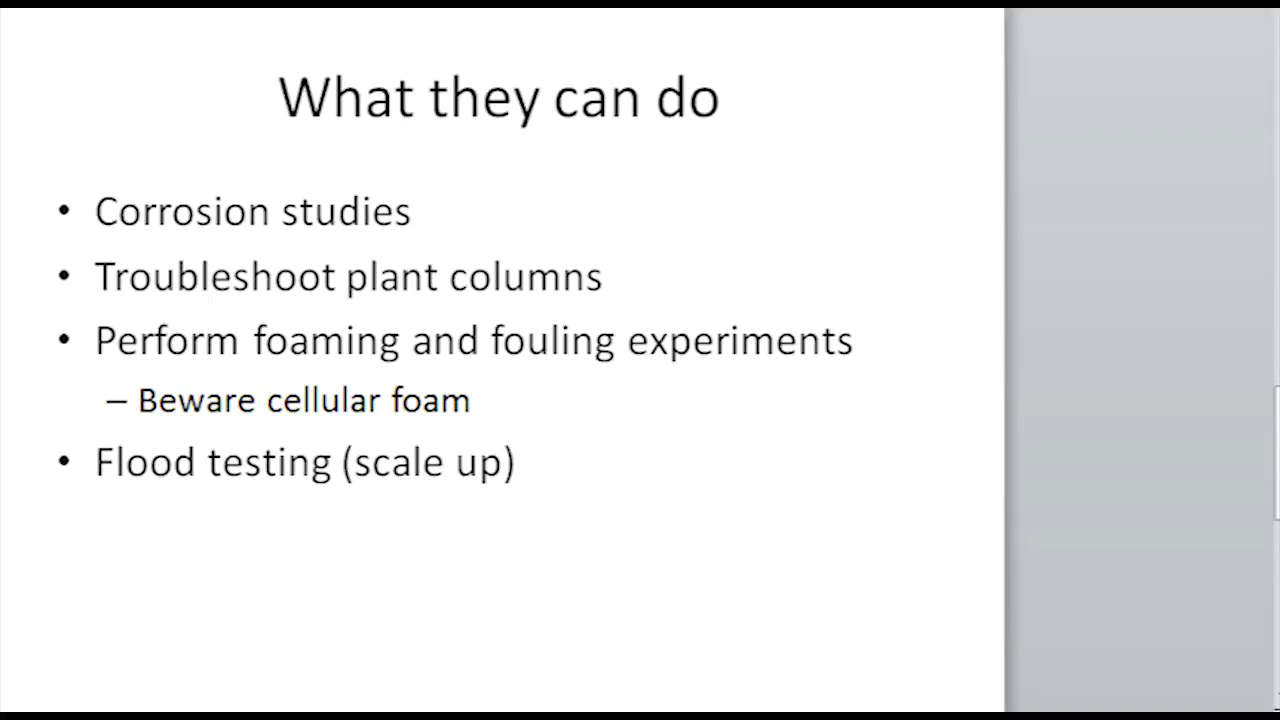 What they can do
• Corrosion studies
• Troubleshoot plant columns
• Perform foaming and fouling experiments
– Beware cellular foam
• Flood testing (scale up)